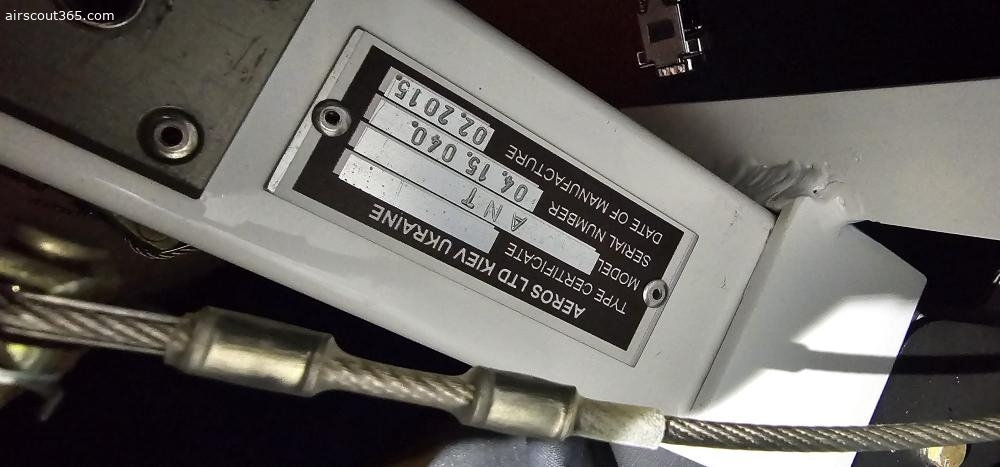 airscout365.com
AEROS LTD KIEV UKRAINE
TYPE CERTIFICATE
MODEL ANT
SERIAL NUMBER 04.15.040.
DATE OF MANUFACTURE 02.2015.